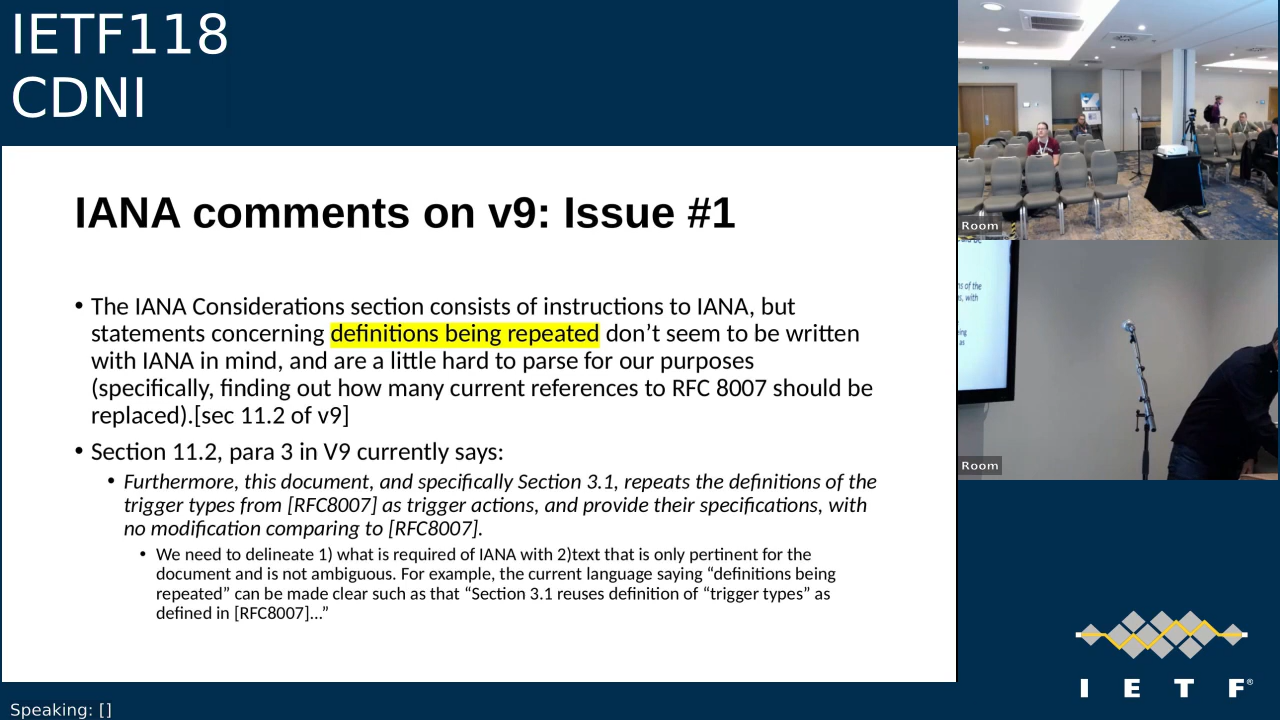 IETF118
CDNI
IANA comments on v9: Issue #1
• The IANA Considerations section consists of instructions to IANA, but
statements concerning definitions being repeated don’t seem to be written
with IANA in mind, and are a little hard to parse for our purposes
(specifically, finding out how many current references to RFC 8007 should be
replaced).[sec 11.2 of v9]
• Section 11.2, para 3 in V9 currently says:
• Furthermore, this document, and specifically Section 3.1, repeats the definitions of the
trigger types from [RFC8007] as trigger actions, and provide their specifications, with
no modification comparing to [RFC8007].
• We need to delineate 1) what is required of IANA with 2)text that is only pertinent for the
document and is not ambiguous. For example, the current language saying “definitions being
repeated” can be made clear such as that “Section 3.1 reuses definition of “trigger types” as
defined in [RFC8007]...”
Room
ns of the
s, with
ing
as
Room
I E T F®
Speaking: []